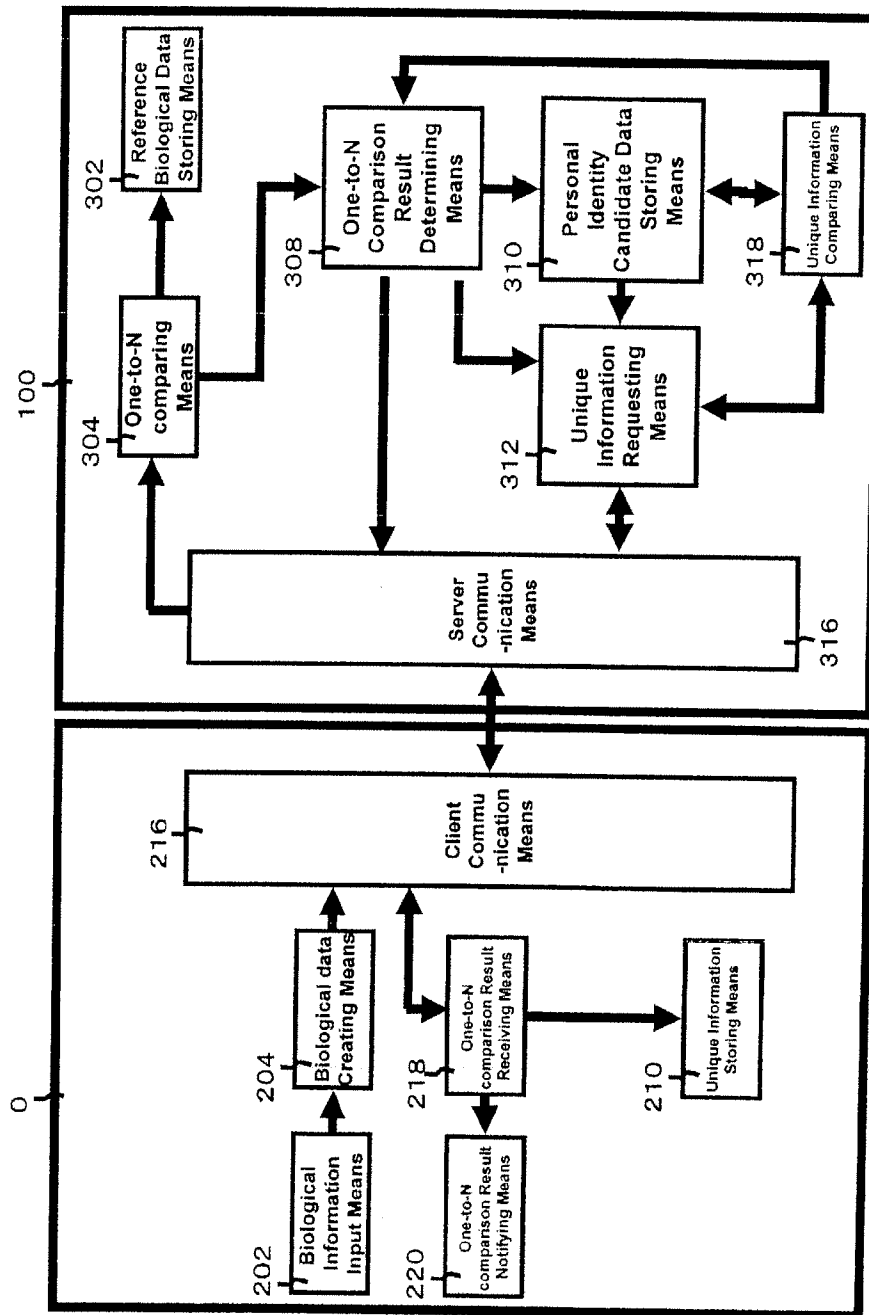 0
202
Biological
Information
Input Means
204
Biological data
Creating Means
216
Client
Commu
-nication
Means
218
One-to-N
comparison Result
Receiving Means
220
One-to-N
comparison Result
Notifying Means
210
Unique Information
Storing Means
100
304
One-to-N
comparing
Means
302
Reference
Biological Data
Storing Means
308
One-to-N
Comparison
Result
Determining
Means
Server
Commu
-nication
Means
316
312
Unique
Information
Requesting
Means
310
Personal
Identity
Candidate Data
Storing
Means
318
Unique Information
Comparing Means